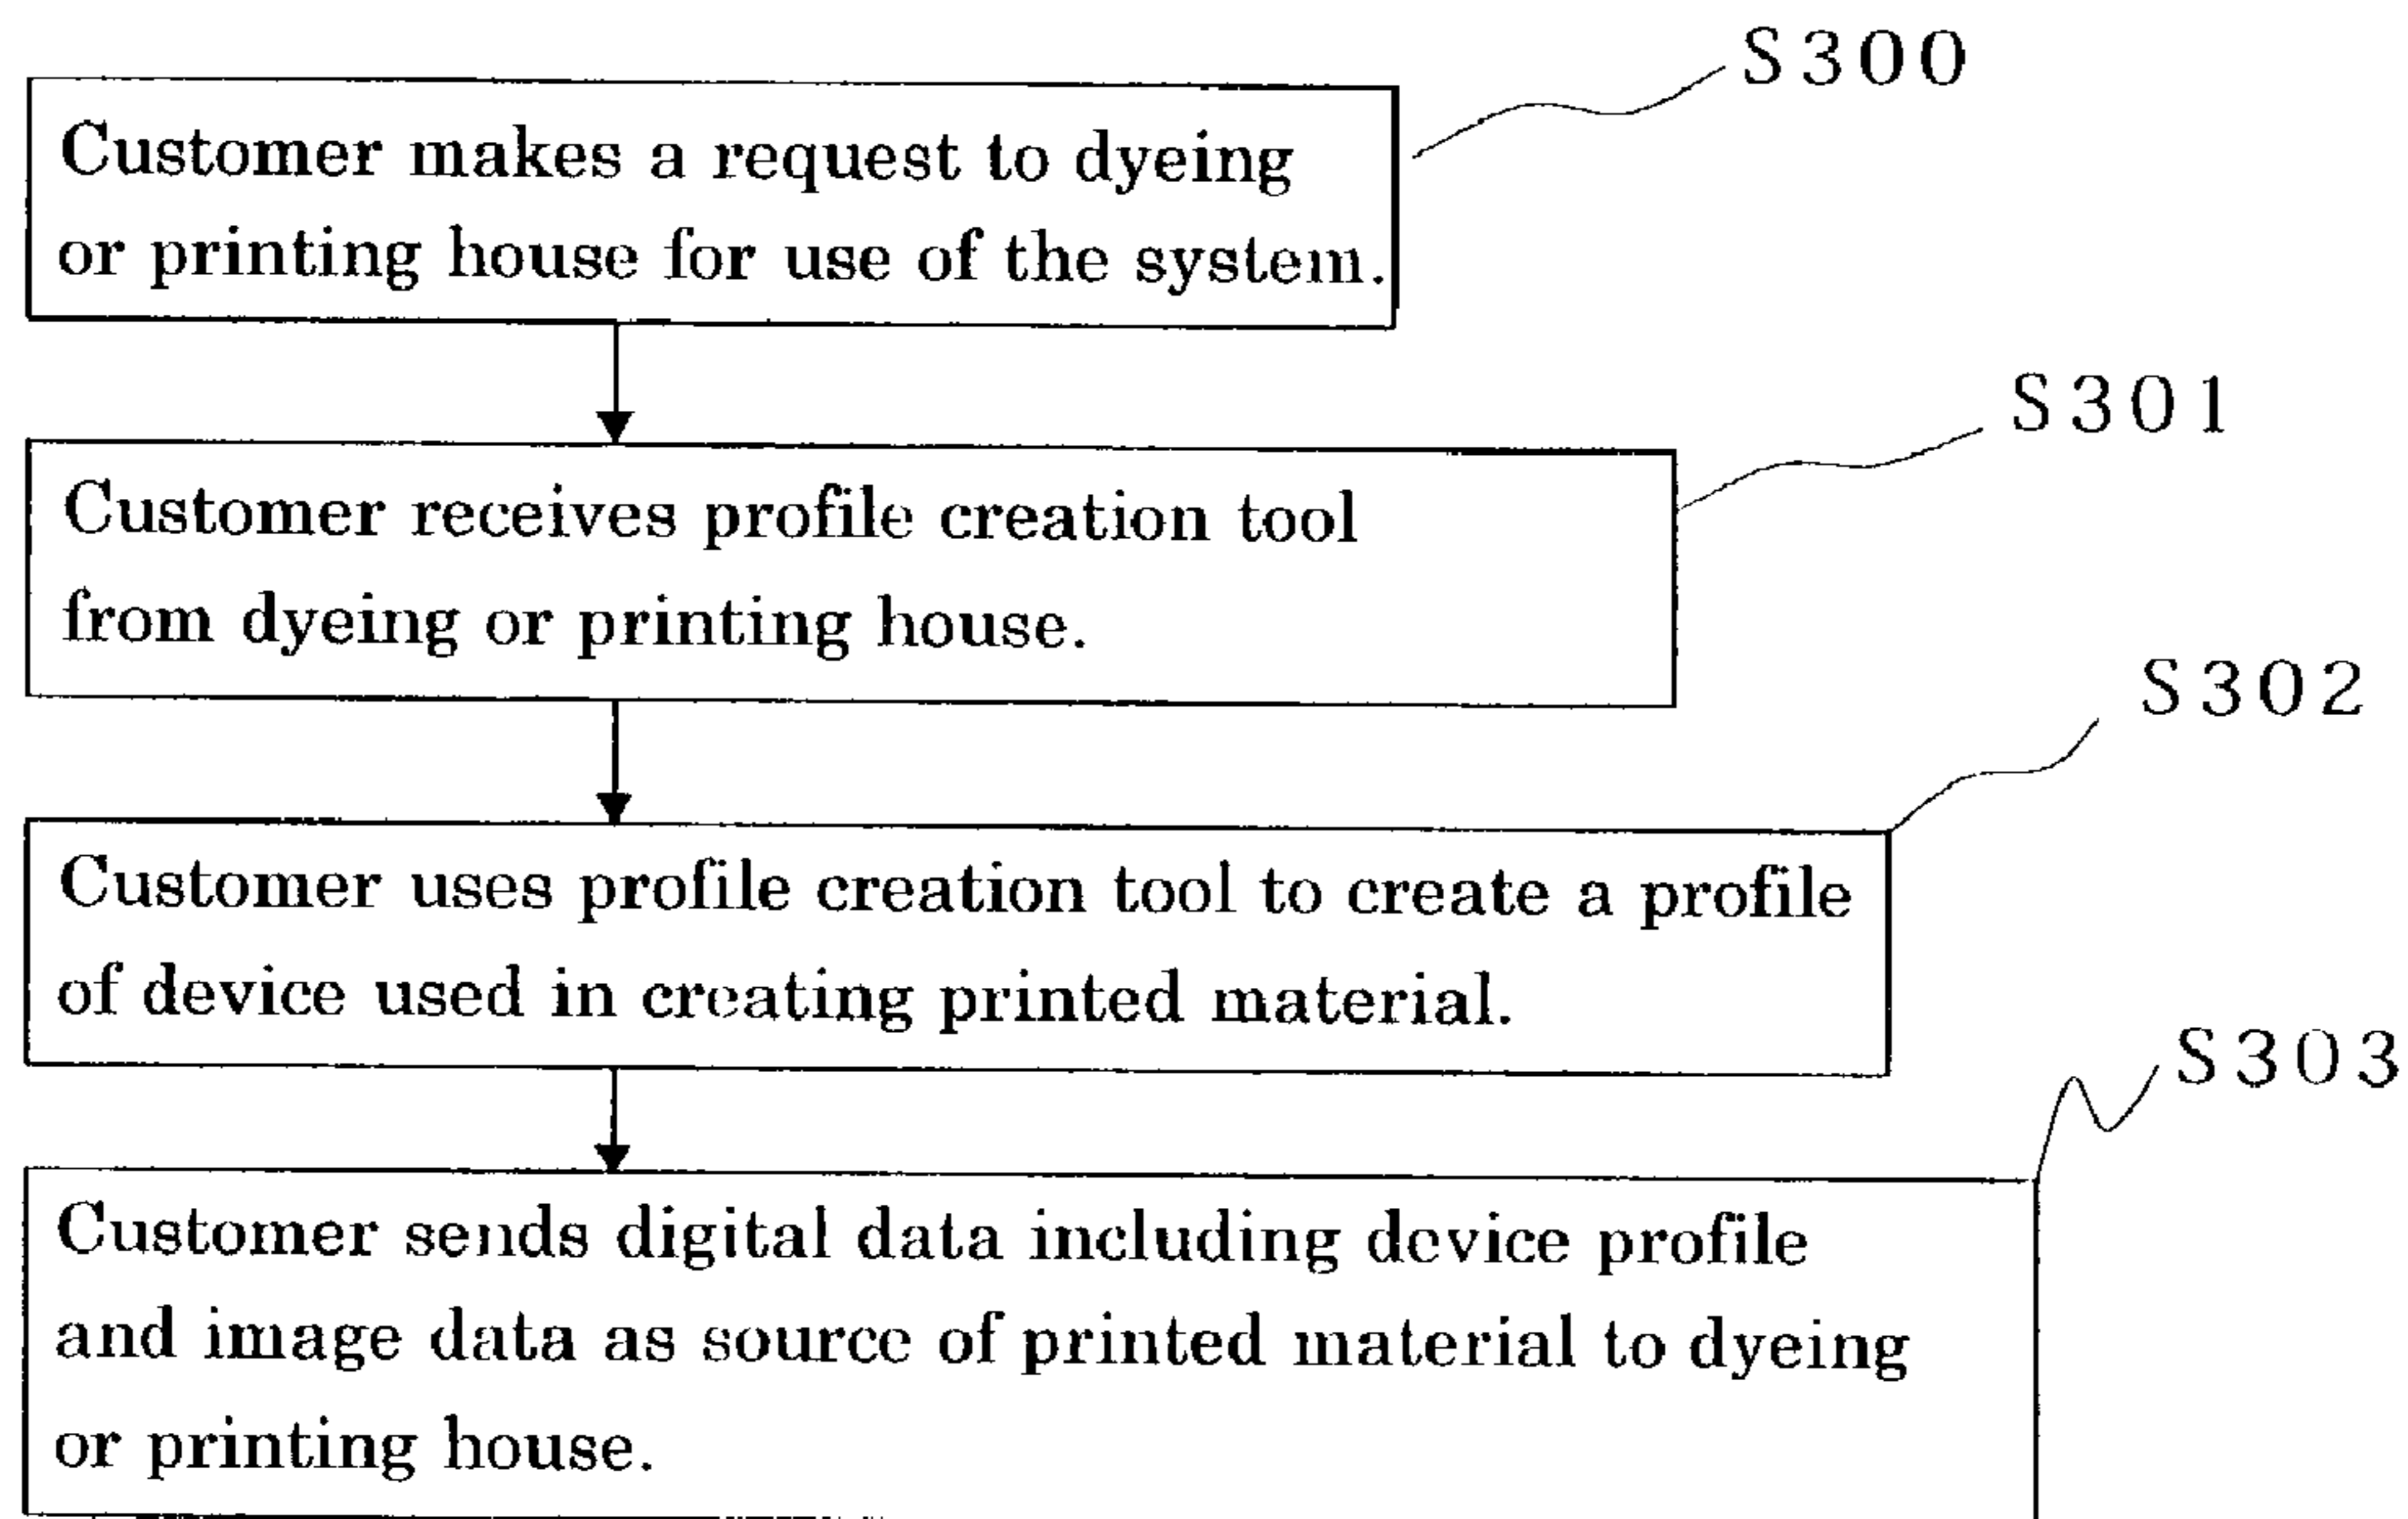 S300
Customer makes a request to dyeing
or printing house for use of the system.
S301
Customer receives profile creation tool
from dyeing or printing house.
S302
Customer uses profile creation tool to create a profile
of device used in creating printed material.
S303
Customer sends digital data including device profile
and image data as source of printed material to dyeing
or printing house.